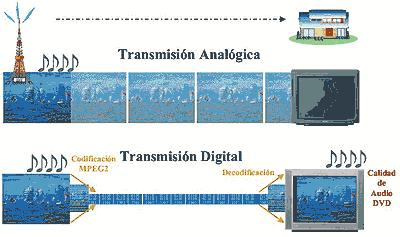 Transmisión Analógica
Transmisión Digital
Codificación
MPEG2
Decodificación
Calidad
de
Audio
DVD